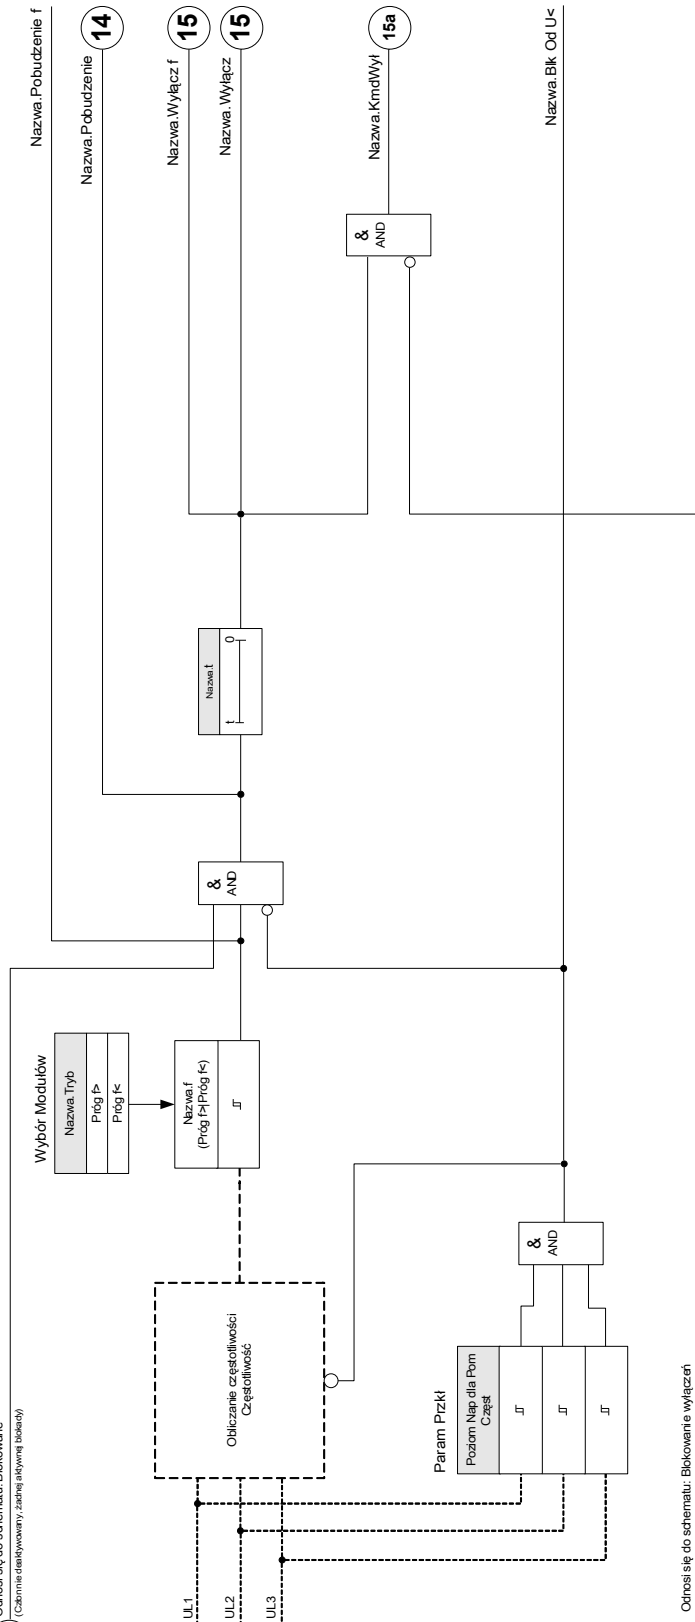 Nazwa.Pobudzenie f
14
Nazwa.Pobudzenie
15
Nazwa.Wyłącz f
15
Nazwa.Wyłącz
15a
Nazwa.KmdWył
Nazwa.Blk Od U<
&
AND
Nazwa.t
t
0
&
AND
Wybór Modułów
Nazwa.Tryb
Próg f>
Próg f<
Nazwa.f
(Próg f>|Próg f<)
Obliczanie częstotliwości
Częstotliwość
&
AND
Param Przkł
Poziom Nap dla Pom
Częst
UL1
UL2
UL3
Odnosi się do schematu: Blokowanie
(Człon nie deaktywowany, żadnej aktywnej blokady)
Odnosi się do schematu: Blokowanie wyłączeń